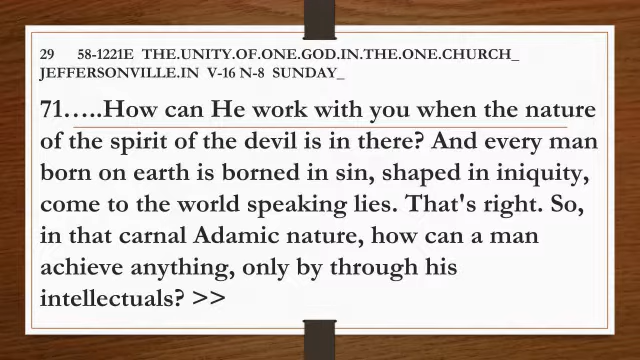 29 58-1221E THE.UNITY.OF.ONE.GOD.IN.THE.ONE.CHURCH_
JEFFERSONVILLE.IN V-16 N-8 SUNDAY_
71…..How can He work with you when the nature
of the spirit of the devil is in there? And every man
born on earth is borned in sin, shaped in iniquity,
come to the world speaking lies. That's right. So,
in that carnal Adamic nature, how can a man
achieve anything, only by through his
intellectuals? >>